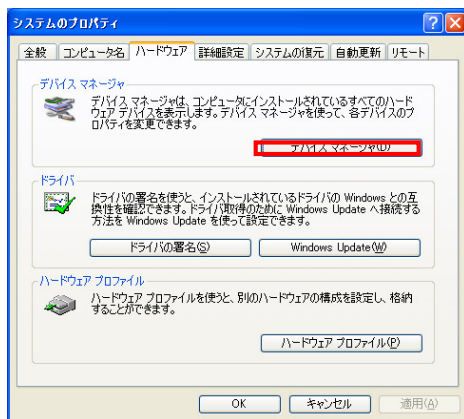 システムのプロパティ
全般 コンピュータ名 ハードウェア 詳細設定 システムの復元 自動更新 リモート
デバイス マネージャ
デバイス マネージャは、コンピュータにインストールされているすべてのハード
ウェア デバイスを表示します。デバイス マネージャを使って、各デバイスのプ
ロパティを変更できます。
デバイス マネージャ(D)
ドライバ
ドライバの署名を使うと、インストールされているドライバの Windows との互
換性を確認できます。ドライバ取得のために Windows Update へ接続する
方法を Windows Update を使って設定できます。
ドライバの署名(S) Windows Update(W)
ハードウェア プロファイル
ハードウェア プロファイルを使うと、別のハードウェアの構成を設定し、格納
することができます。
ハードウェア プロファイル(P)
OK キャンセル 適用(A)